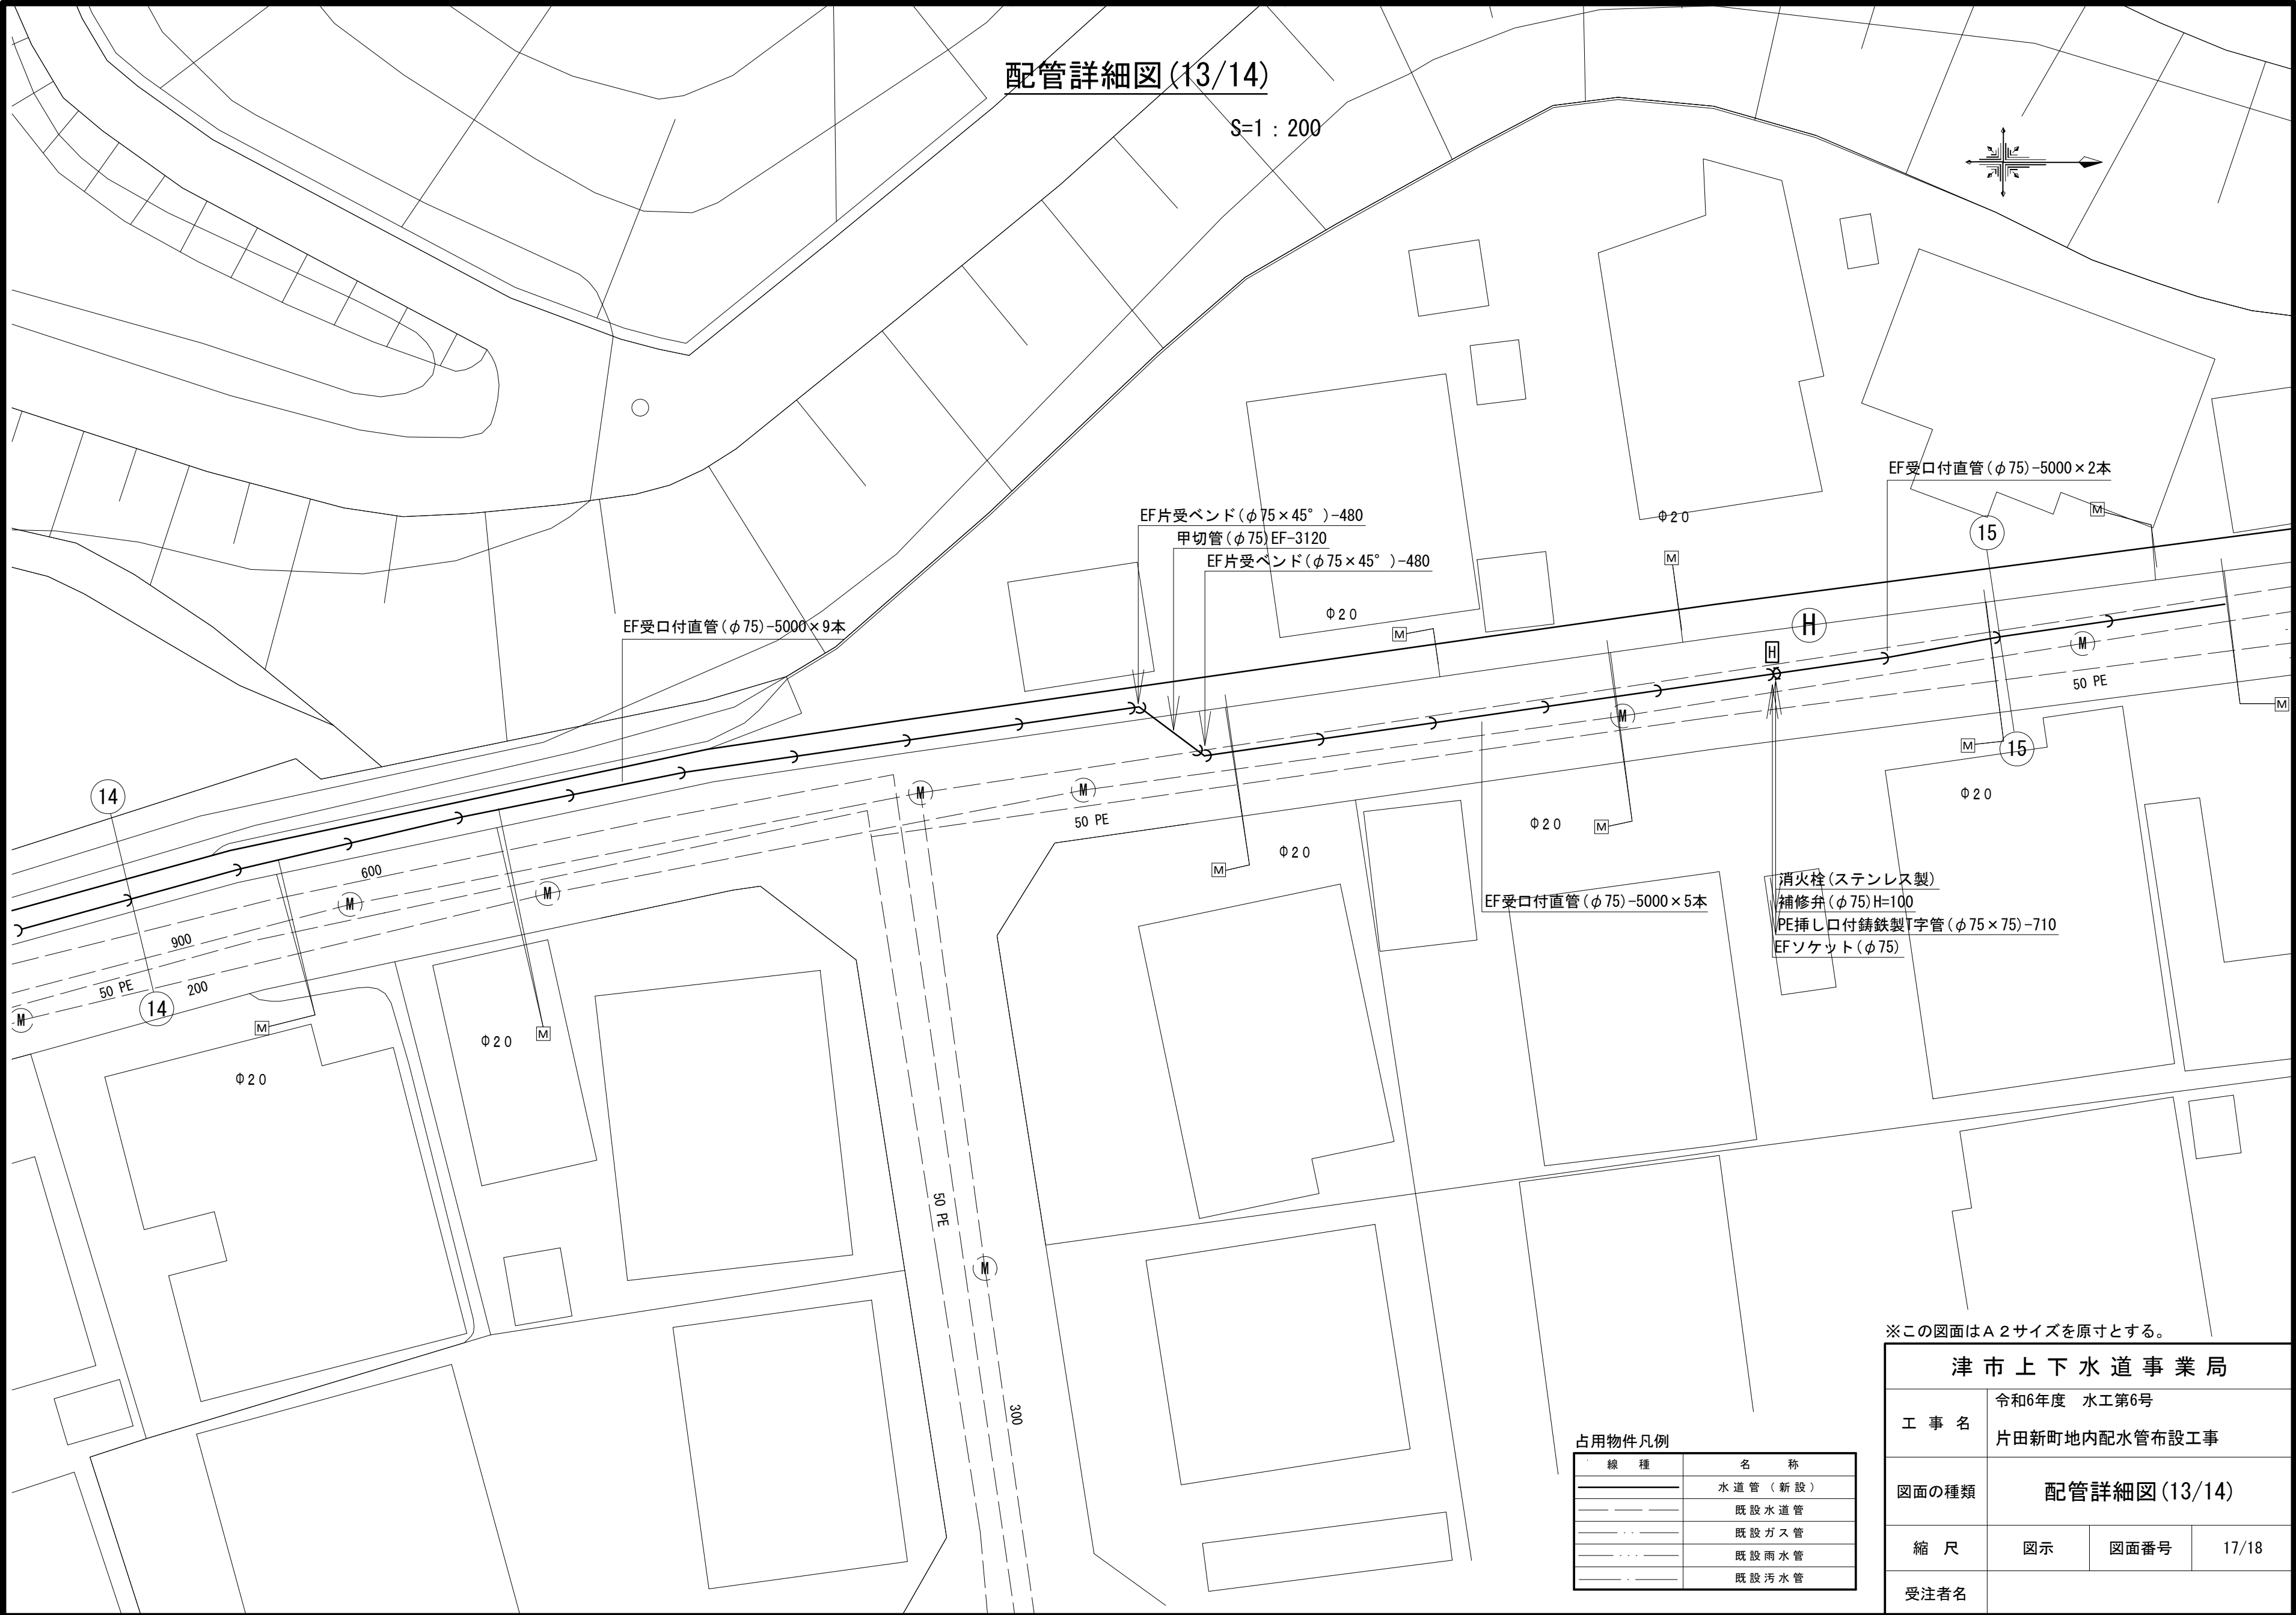 配管詳細図(13/14)
S=1：200
EF受口付直管(φ75)-5000×2本
15
EF片受ベンド(φ75×45°)-480
甲切管(φ75)EF-3120
EF片受ベンド(φ75×45°)-480
Φ20
M
M
Φ20
M
EF受口付直管(φ75)-5000×9本
H
H
M
50 PE
M
M
15
14
M
M
50 PE
M
Φ20
M
Φ20
M
Φ20
600
M
M
EF受口付直管(φ75)-5000×5本
消火栓(ステンレス製)
補修弁(φ75)H=100
PE挿し口付鋳鉄製T字管(φ75×75)-710
EFソケット(φ75)
900
50 PE
200
14
M
M
Φ20
M
Φ20
50 PE
M
300
※この図面はA2サイズを原寸とする。
津市上下水道事業局
工事名
令和6年度　水工第6号
片田新町地内配水管布設工事
図面の種類
配管詳細図(13/14)
縮尺
図示
図面番号
17/18
受注者名
占用物件凡例
線種
名称
水道管（新設）
既設水道管
既設ガス管
既設雨水管
既設汚水管